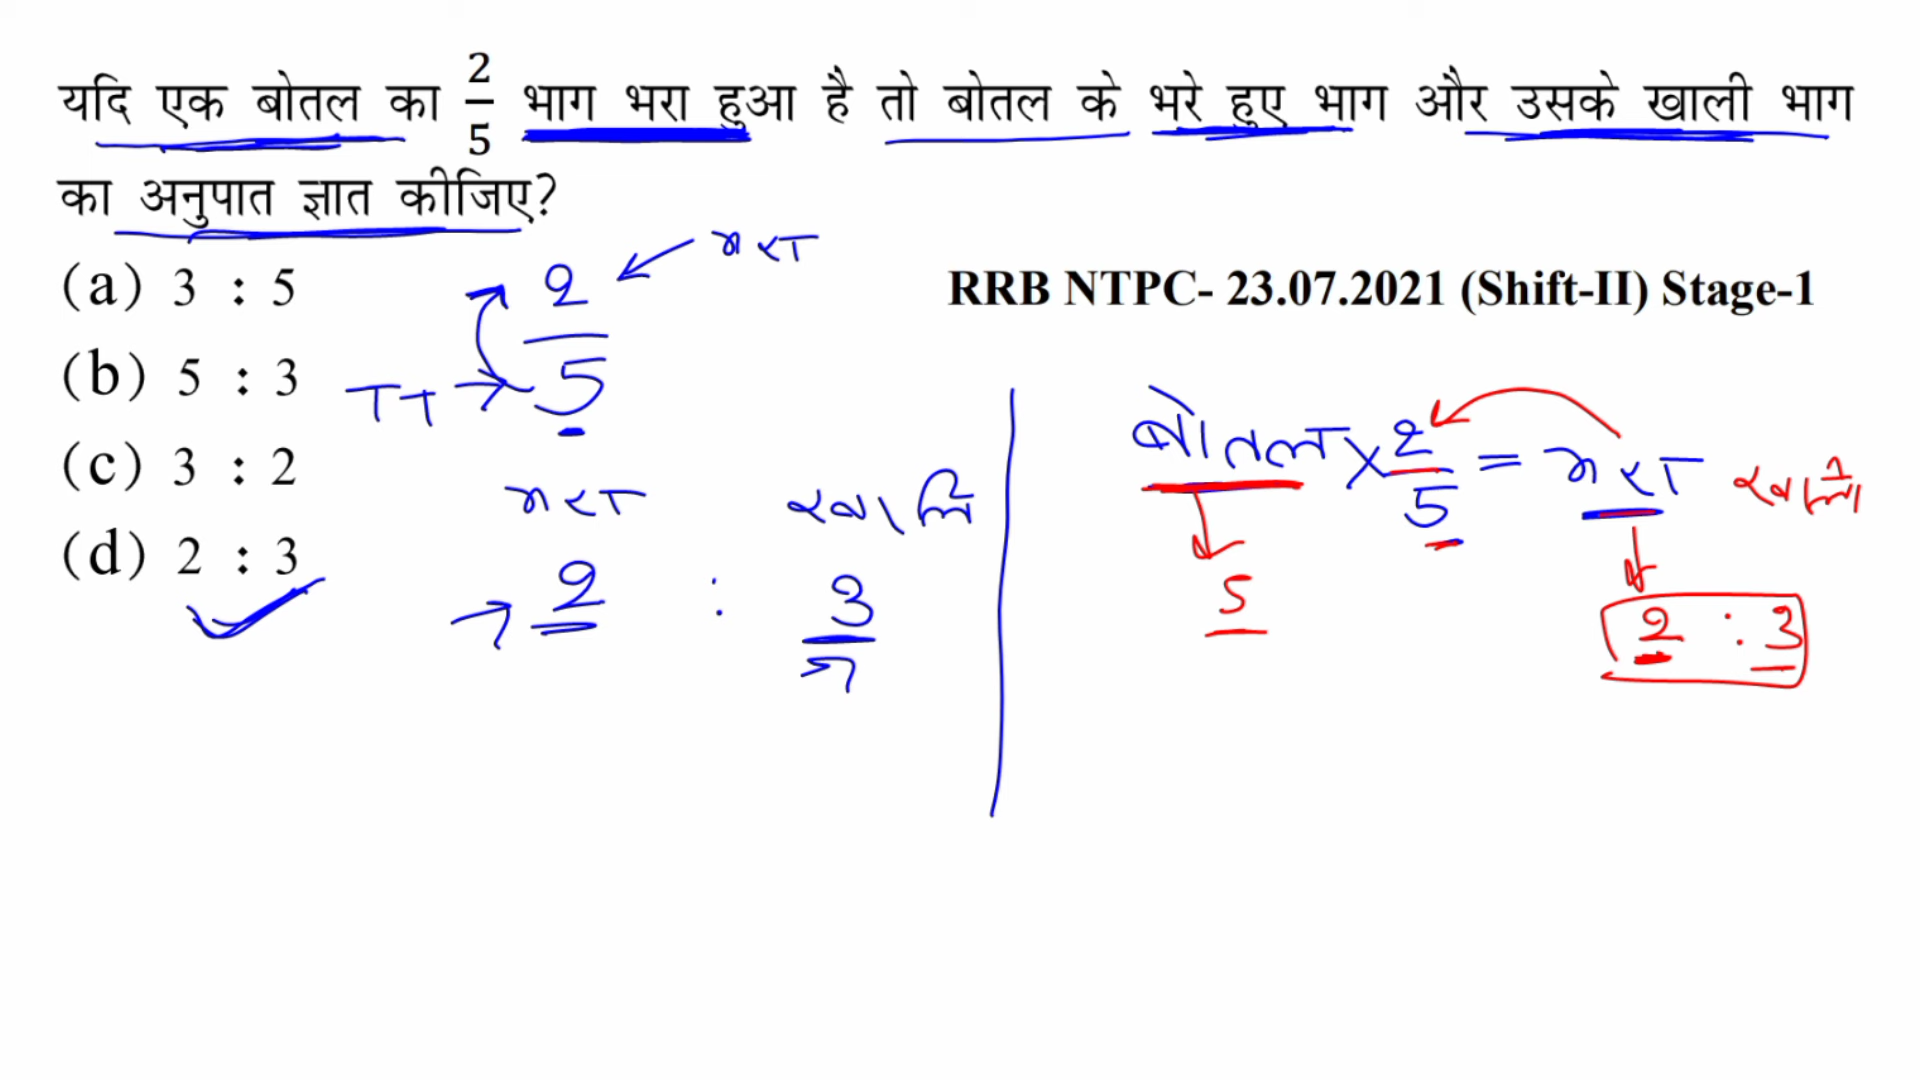 यदि एक बोतल का 2/5 भाग भरा हुआ है तो बोतल के भरे हुए भाग और उसके खाली भाग
का अनुपात ज्ञात कीजिए?
(a) 3 : 5
(b) 5 : 3
(c) 3 : 2
(d) 2 : 3
RRB NTPC- 23.07.2021 (Shift-II) Stage-1
2 ← भरा
5
भरा खालि
2 : 3
बोतल × 2/5 = भरा खाली
5
2 : 3